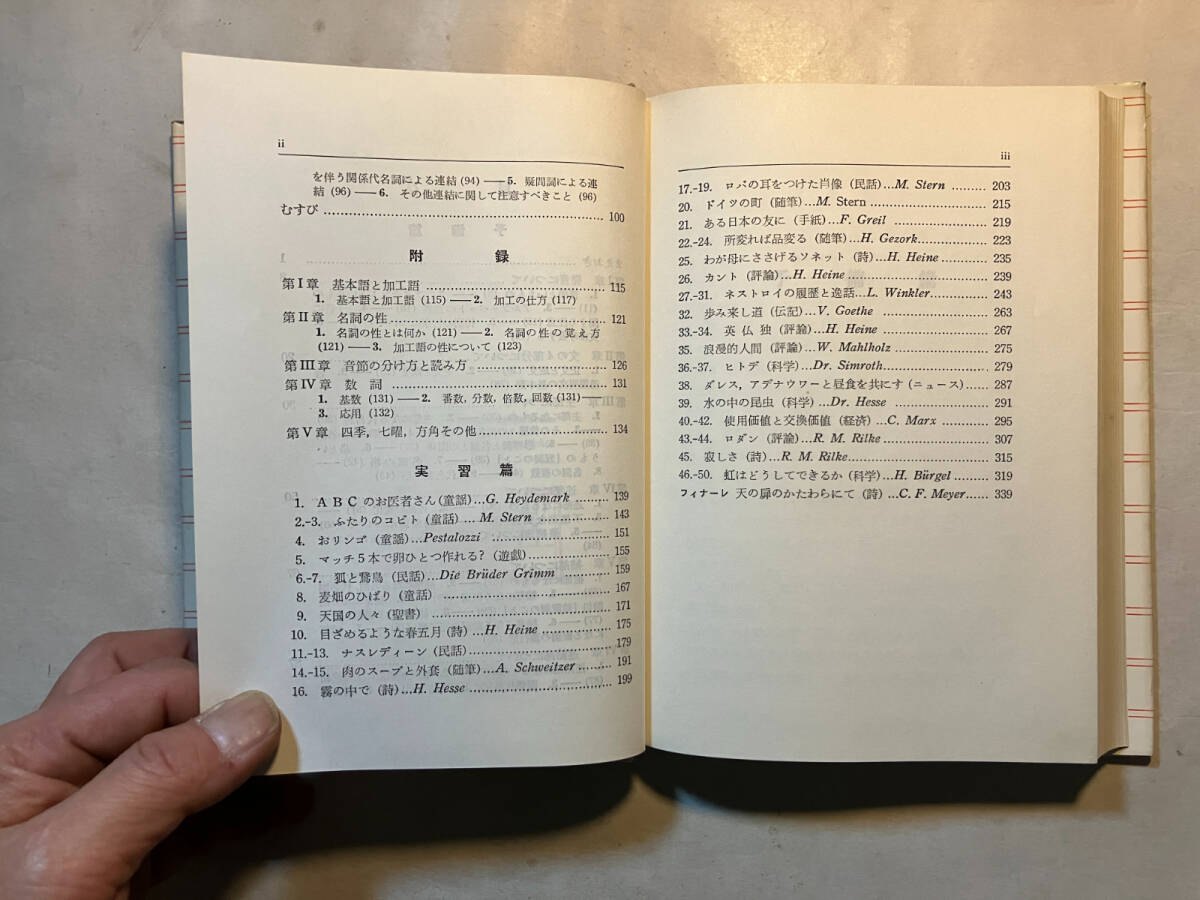 ii
を伴う関係代名詞による連結 (94) ── 5. 疑問詞による連
結 (96) ── 6. その他連結に関して注意すべきこと (96)
むすび ………… 100
附録
第Ⅰ章 基本語と加工語 ………… 115
1. 基本語と加工語 (115) ── 2. 加工の仕方 (117)
第Ⅱ章 名詞の性 ………… 121
1. 名詞の性とは何か (121) ── 2. 名詞の性の覚え方
(121) ── 3. 加工語の性について (123)
第Ⅲ章 音節の分け方と読み方 ………… 126
第Ⅳ章 数詞 ………… 131
1. 基数 (131) ── 2. 番数, 分数, 倍数, 回数 (131) ──
3. 応用 (132)
第Ⅴ章 四季, 七曜, 方角その他 ………… 134
実習篇
1. ABCのお医者さん (童謡)…G. Heydemark ………… 139
2.-3. ふたりのコビト (童話)…M. Stern ………… 143
4. おリンゴ (童謡)…Pestalozzi ………… 151
5. マッチ5本で卵ひとつ作れる? (遊戯) ………… 155
6.-7. 狐と鵞鳥 (民話)…Die Brüder Grimm ………… 159
8. 麦畑のひばり (童話) ………… 167
9. 天国の人々 (聖書) ………… 171
10. 目ざめるような春五月 (詩)…H. Heine ………… 175
11.-13. ナスレディーン (民話) ………… 179
14.-15. 肉のスープと外套 (随筆)…A. Schweitzer ………… 191
16. 霧の中で (詩)…H. Hesse ………… 199
iii
17.-19. ロバの耳をつけた肖像 (民話)…M. Stern ………… 203
20. ドイツの町 (随筆)…M. Stern ………… 215
21. ある日本の友に (手紙)…F. Greil ………… 219
22.-24. 所変れば品変る (随筆)…H. Gezork ………… 223
25. わが母にささげるソネット (詩)…H. Heine ………… 235
26. カント (評論)…H. Heine ………… 239
27.-31. ネストロイの履歴と逸話…L. Winkler ………… 243
32. 歩み来し道 (伝記)…V. Goethe ………… 263
33.-34. 英仏独 (評論)…H. Heine ………… 267
35. 浪漫的人間 (評論)…W. Mahlholz ………… 275
36.-37. ヒトデ (科学)…Dr. Simroth ………… 279
38. ダレス, アデナウワーと昼食を共にす (ニュース) ………… 287
39. 水の中の昆虫 (科学)…Dr. Hesse ………… 291
40.-42. 使用価値と交換価値 (経済)…C. Marx ………… 295
43.-44. ロダン (評論)…R. M. Rilke ………… 307
45. 寂しさ (詩)…R. M. Rilke ………… 315
46.-50. 虹はどうしてできるか (科学)…H. Bürgel ………… 319
フィナーレ 天の扉のかたわらにて (詩)…C. F. Meyer ………… 339